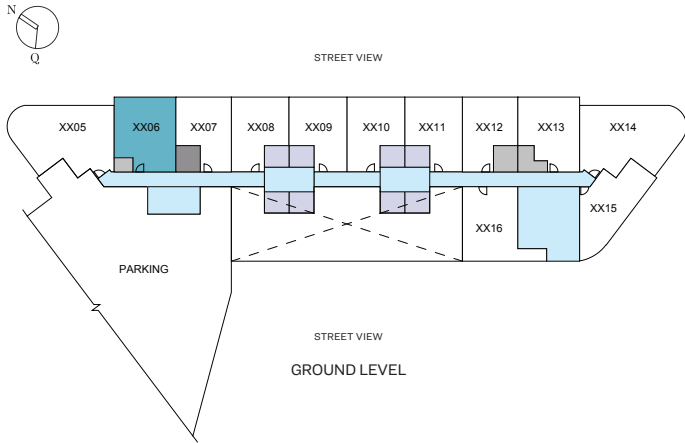 N
Q
STREET VIEW
XX05 XX06 XX07 XX08 XX09 XX10 XX11 XX12 XX13 XX14
XX15
XX16
PARKING
STREET VIEW
GROUND LEVEL